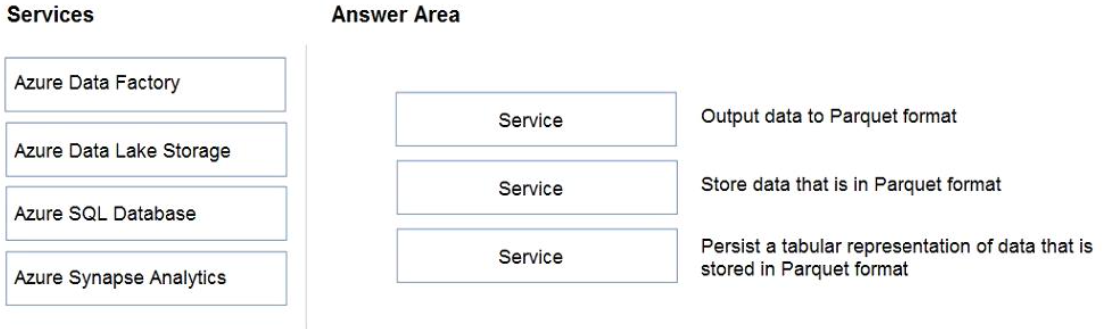 Services
Answer Area
Azure Data Factory
Azure Data Lake Storage
Azure SQL Database
Azure Synapse Analytics
Service
Output data to Parquet format
Service
Store data that is in Parquet format
Service
Persist a tabular representation of data that is
stored in Parquet format